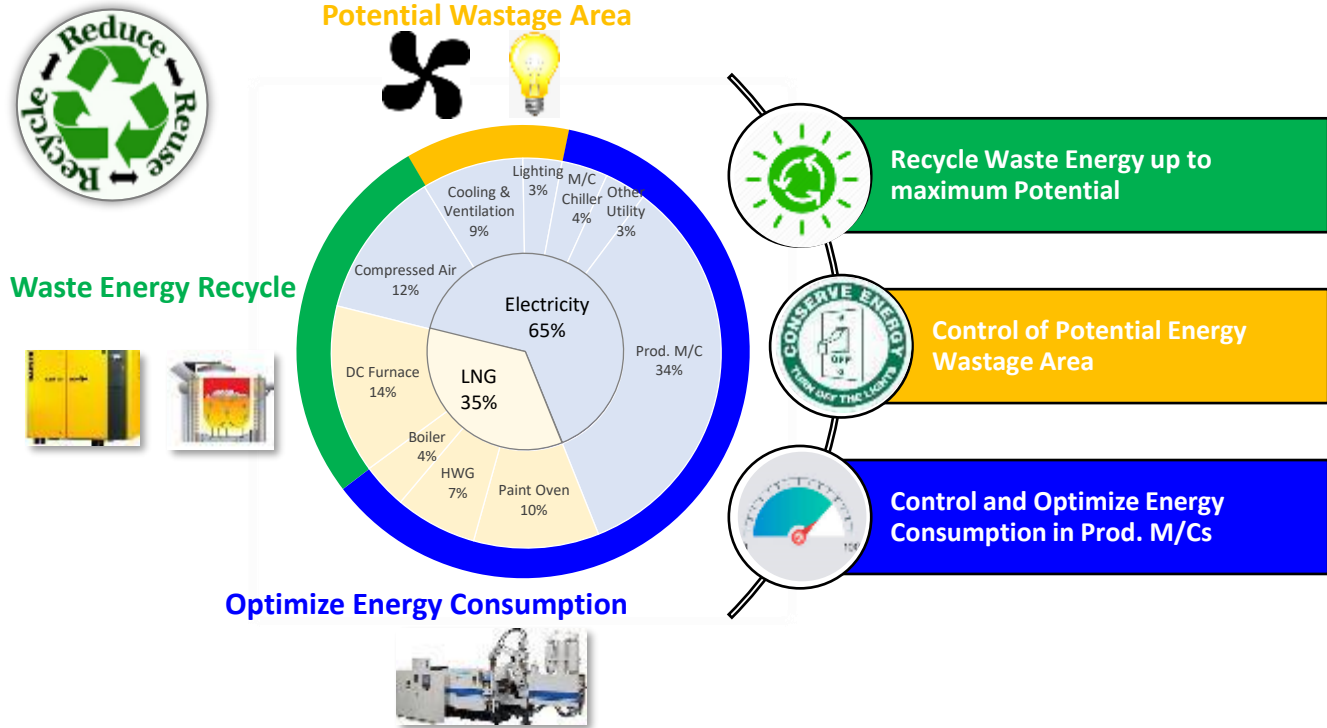 Potential Wastage Area
Reduce
Reuse
Recycle
Lighting
3%
M/C
Chiller
4%
Other
Utility
3%
Cooling &
Ventilation
9%
Compressed Air
12%
Electricity
65%
Prod. M/C
34%
LNG
35%
DC Furnace
14%
Boiler
4%
HWG
7%
Paint Oven
10%
Waste Energy Recycle
Optimize Energy Consumption
Recycle Waste Energy up to
maximum Potential
CONSERVE ENERGY
OFF
TURN OFF THE LIGHTS
Control of Potential Energy
Wastage Area
Control and Optimize Energy
Consumption in Prod. M/Cs